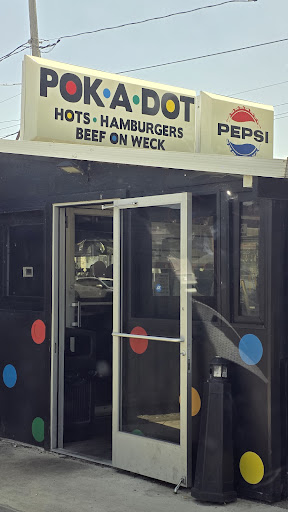 POK•A•DOT
HOTS • HAMBURGERS
BEEF ON WECK
PEPSI